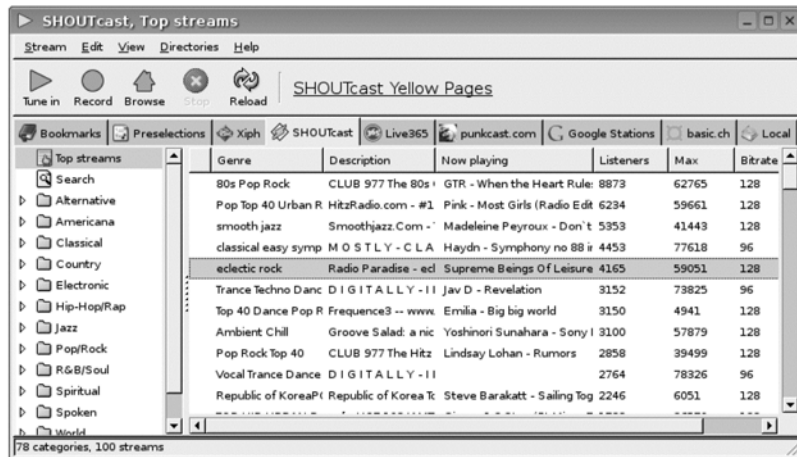 SHOUTcast, Top streams
Stream Edit View Directories Help
Tune in Record Browse Stop Reload SHOUTcast Yellow Pages
Bookmarks Preselections Xiph SHOUTcast Live365 punkcast.com Google Stations basic.ch Local
Top streams Genre Description Now playing Listeners Max Bitrate
Search 80s Pop Rock CLUB 977 The 80s GTR - When the Heart Rule: 8873 62765 128
Alternative Pop Top 40 Urban R HitzRadio.com - #1 Pink - Most Girls (Radio Edit 6234 59661 128
Americana smooth jazz Smoothjazz.Com - Madeleine Peyroux - Don`t 5353 41443 128
Classical classical easy symp M O S T L Y - C L A Haydn - Symphony no 88 i 4453 77618 96
Country eclectic rock Radio Paradise - ecl Supreme Beings Of Leisure 4165 59051 128
Electronic Trance Techno Danc D I G I T A L L Y - I Jav D - Revelation 3152 73825 96
Hip-Hop/Rap Top 40 Dance Pop R Frequence3 -- www. Emilia - Big big world 3150 4941 128
Jazz Ambient Chill Groove Salad: a nic Yoshinori Sunahara - Sony 3100 57879 128
Pop/Rock Pop Rock Top 40 CLUB 977 The Hitz Lindsay Lohan - Rumors 2858 39499 128
R&B/Soul Vocal Trance Dance D I G I T A L L Y - I 2764 78326 96
Spiritual Republic of KoreaP Republic of Korea Tc Steve Barakatt - Sailing Tog 2246 6051 128
Spoken
World
78 categories, 100 streams